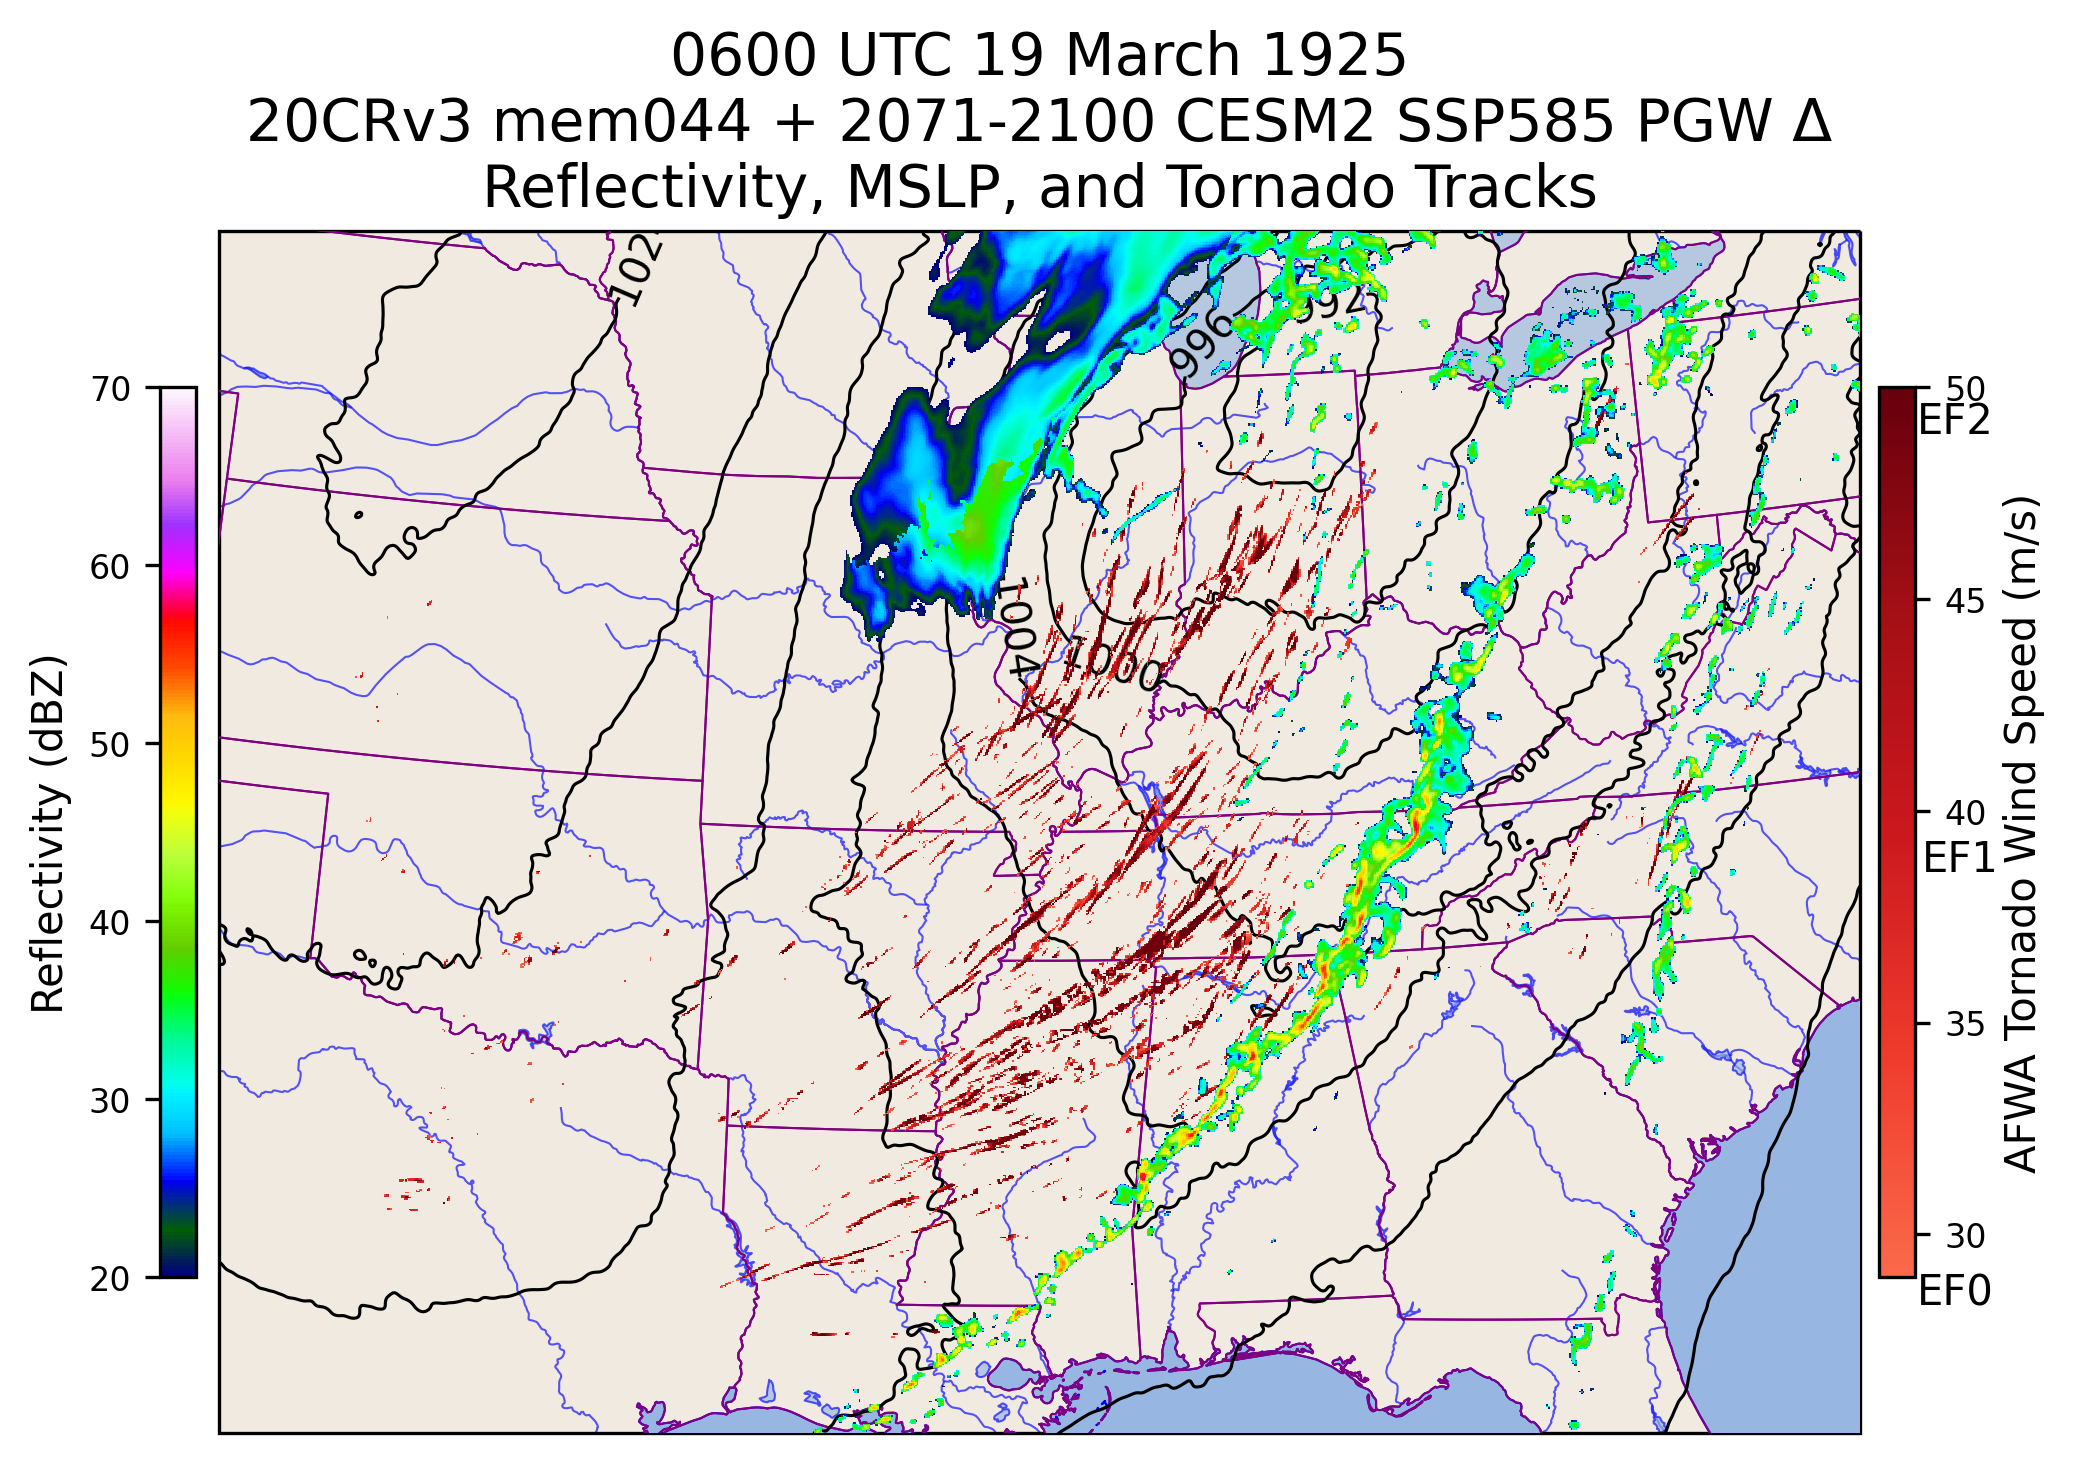 0600 UTC 19 March 1925
20CRv3 mem044 + 2071-2100 CESM2 SSP585 PGW Δ
Reflectivity, MSLP, and Tornado Tracks
Reflectivity (dBZ)
70
60
50
40
30
20
996
992
1004
1000
50
EF2
45
40
EF1
35
30
EF0
AFWA Tornado Wind Speed (m/s)